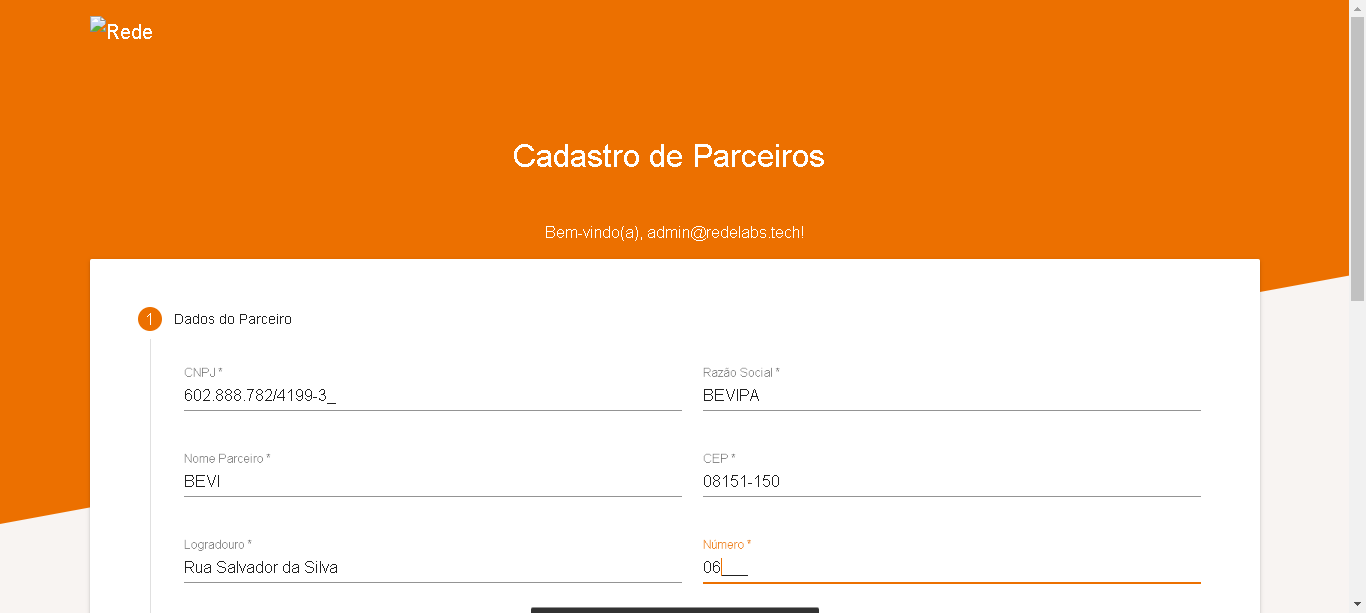 Rede
Cadastro de Parceiros
Bem-vindo(a), admin@redelabs.tech!
1 Dados do Parceiro
CNPJ * Razão Social *
602.888.782/4199-3_ BEVIPA
Nome Parceiro * CEP *
BEVI 08151-150
Logradouro * Número *
Rua Salvador da Silva 06___